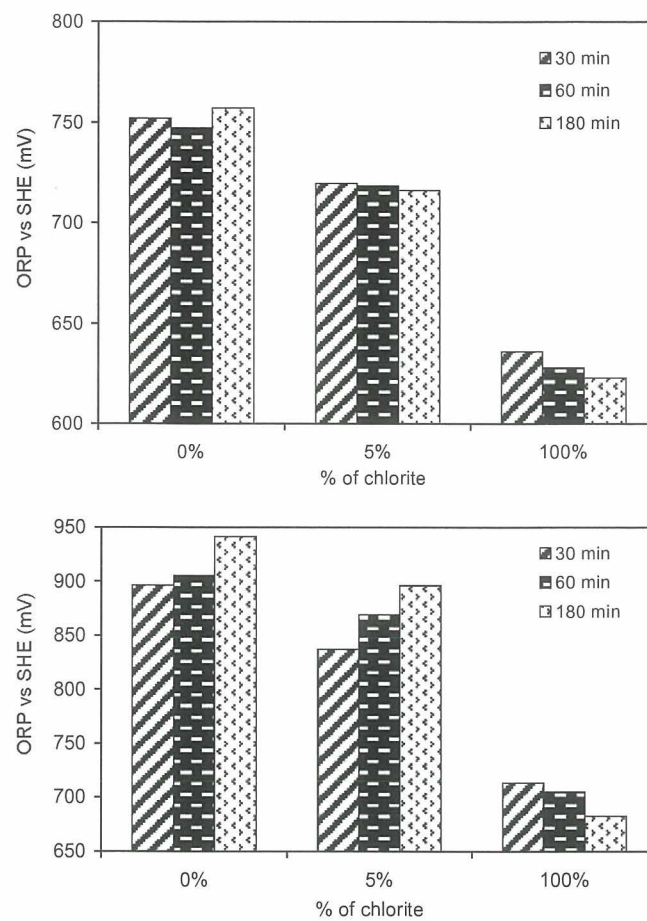 800
750
700
650
600
ORP vs SHE (mV)
30 min
60 min
180 min
0%
5%
100%
% of chlorite
950
900
850
800
750
700
650
ORP vs SHE (mV)
30 min
60 min
180 min
0%
5%
100%
% of chlorite